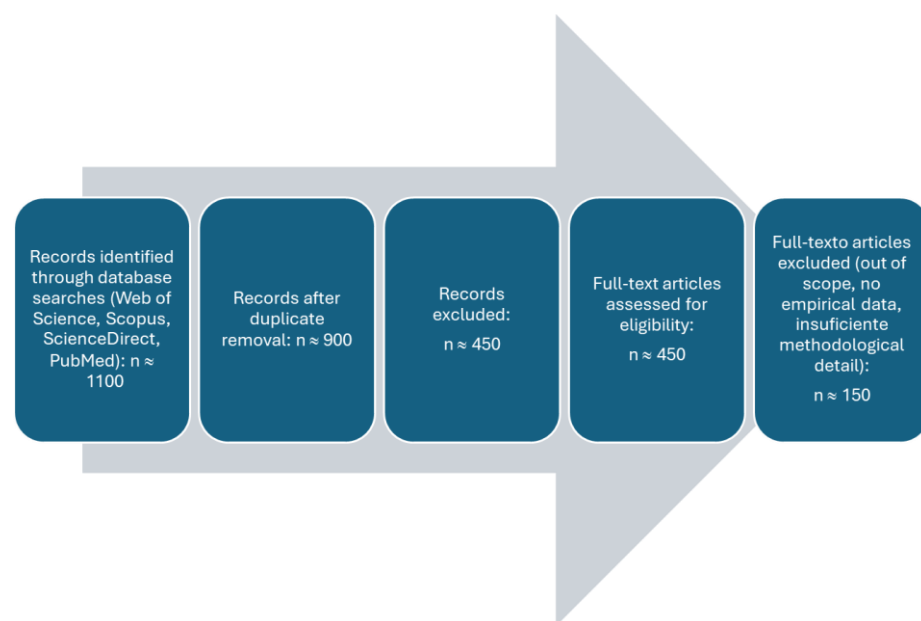 Records identified
through database
searches (Web of
Science, Scopus,
ScienceDirect,
PubMed): n ≈
1100
Records after
duplicate
removal: n ≈ 900
Records
excluded:
n ≈ 450
Full-text articles
assessed for
eligibility:
n ≈ 450
Full-texto articles
excluded (out of
scope, no
empirical data,
insuficiente
methodological
detail):
n ≈ 150